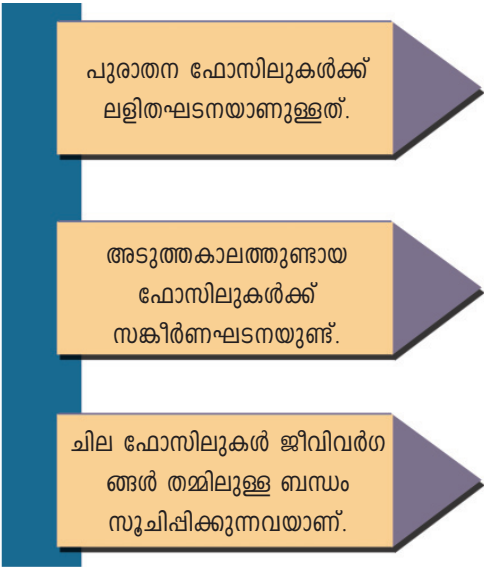 പുരാതന ഫോസിലുകൾക്ക്
ലളിതഘടനയാണുള്ളത്.
അടുത്തകാലത്തുണ്ടായ
ഫോസിലുകൾക്ക്
സങ്കീർണഘടനയുണ്ട്.
ചില ഫോസിലുകൾ ജീവിവർഗ
ങ്ങൾ തമ്മിലുള്ള ബന്ധം
സൂചിപ്പിക്കുന്നവയാണ്.